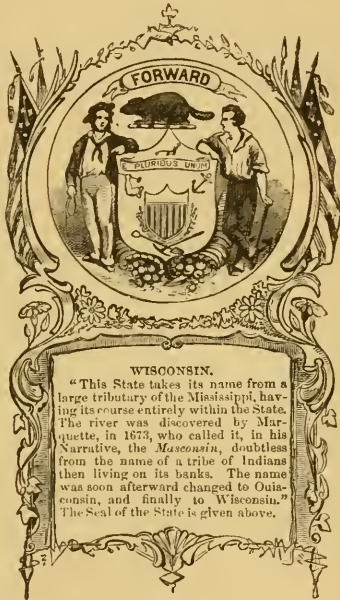 FORWARD
E PLURIBUS UNUM
WISCONSIN.
"This State takes its name from a
large tributary of the Mississippi, hav-
ing its course entirely within the State.
The river was discovered by Mar-
quette, in 1673, who called it, in his
Narrative, the Masconsin, doubtless
from the name of a tribe of Indians
then living on its banks. The name
was soon afterward changed to Ouis-
consin, and finally to Wisconsin."
The Seal of the State is given above.